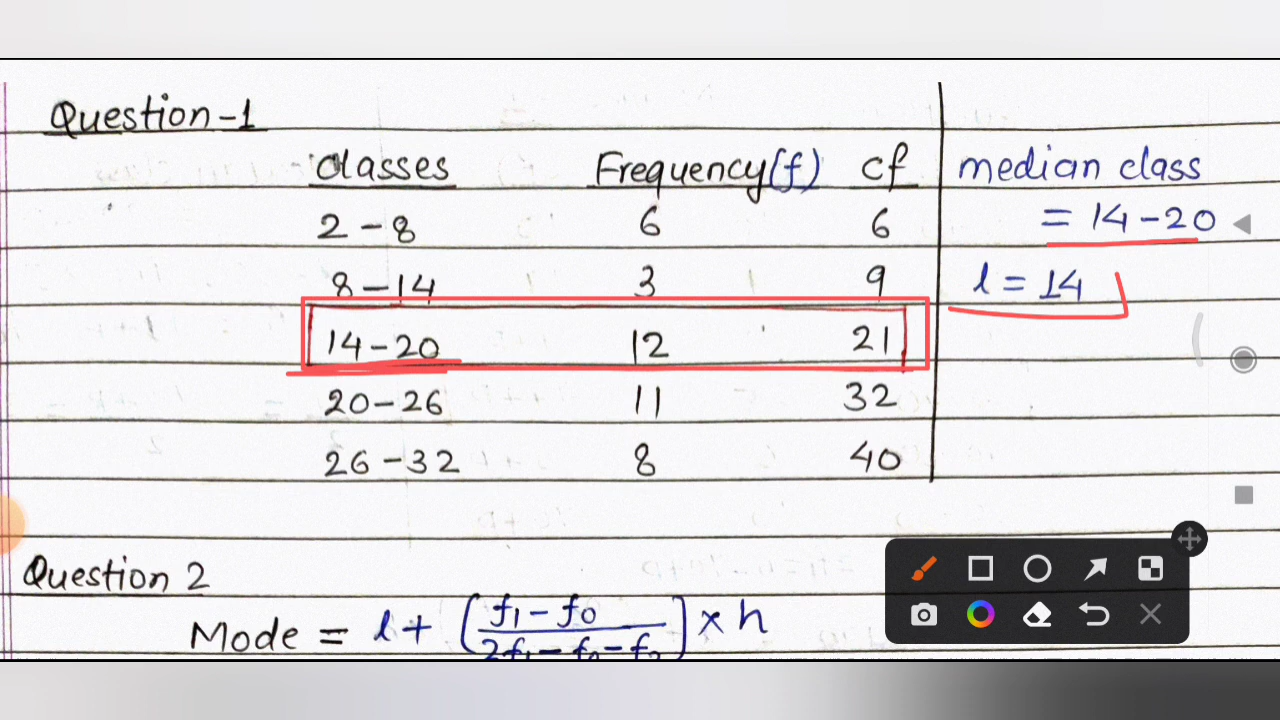 Question-1
classes Frequency(f) cf median class
2-8 6 6 = 14-20
8-14 3 9 l = 14
14-20 12 21
20-26 11 32
26-32 8 40
Question 2
Mode = l + (f₁-f₀ / 2f₁-f₀-f₂) × h